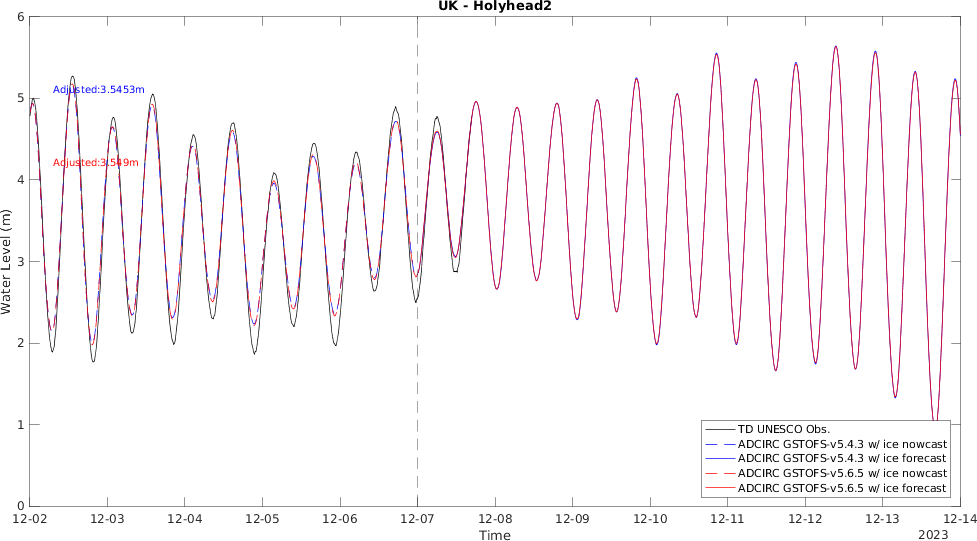 UK - Holyhead2
6
5
4
3
2
1
0
Water Level (m)
Adjusted:3.5453m
Adjusted:3.549m
TD UNESCO Obs.
ADCIRC GSTOFS-v5.4.3 w/ ice nowcast
ADCIRC GSTOFS-v5.4.3 w/ ice forecast
ADCIRC GSTOFS-v5.6.5 w/ ice nowcast
ADCIRC GSTOFS-v5.6.5 w/ ice forecast
12-02 12-03 12-04 12-05 12-06 12-07 12-08 12-09 12-10 12-11 12-12 12-13 12-14
Time
2023